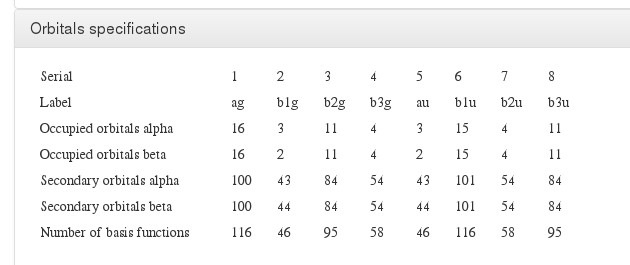 Orbitals specifications
Serial 1 2 3 4 5 6 7 8
Label ag b1g b2g b3g au b1u b2u b3u
Occupied orbitals alpha 16 3 11 4 3 15 4 11
Occupied orbitals beta 16 2 11 4 2 15 4 11
Secondary orbitals alpha 100 43 84 54 43 101 54 84
Secondary orbitals beta 100 44 84 54 44 101 54 84
Number of basis functions 116 46 95 58 46 116 58 95